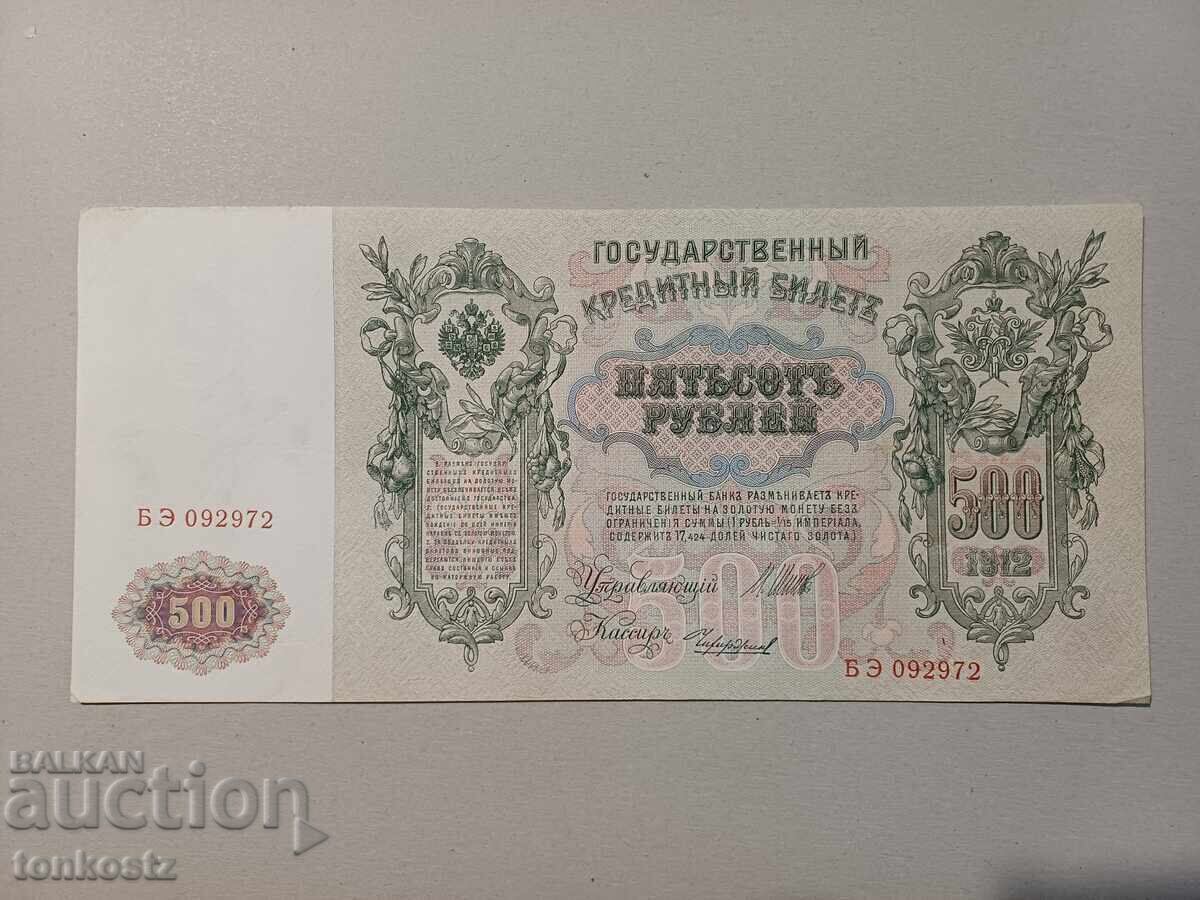 ГОСУДАРСТВЕННЫЙ
КРЕДИТНЫЙ БИЛЕТЪ
ПЯТЬСОТЪ
РУБЛЕЙ
ГОСУДАРСТВЕННЫЙ БАНКЪ РАЗМѢНИВАЕТЪ КРЕ-
ДИТНЫЕ БИЛЕТЫ НА ЗОЛОТУЮ МОНЕТУ БЕЗЪ
ОГРАНИЧЕНІЯ СУММЫ (1 РУБЛЬ=1/15 ИМПЕРІАЛА,
СОДЕРЖИТЪ 17,424 ДОЛЕЙ ЧИСТАГО ЗОЛОТА)
Управляющій
Кассиръ
500
500
1912
БЭ 092972
500
БЭ 092972
BALKAN
auction
tonkostz